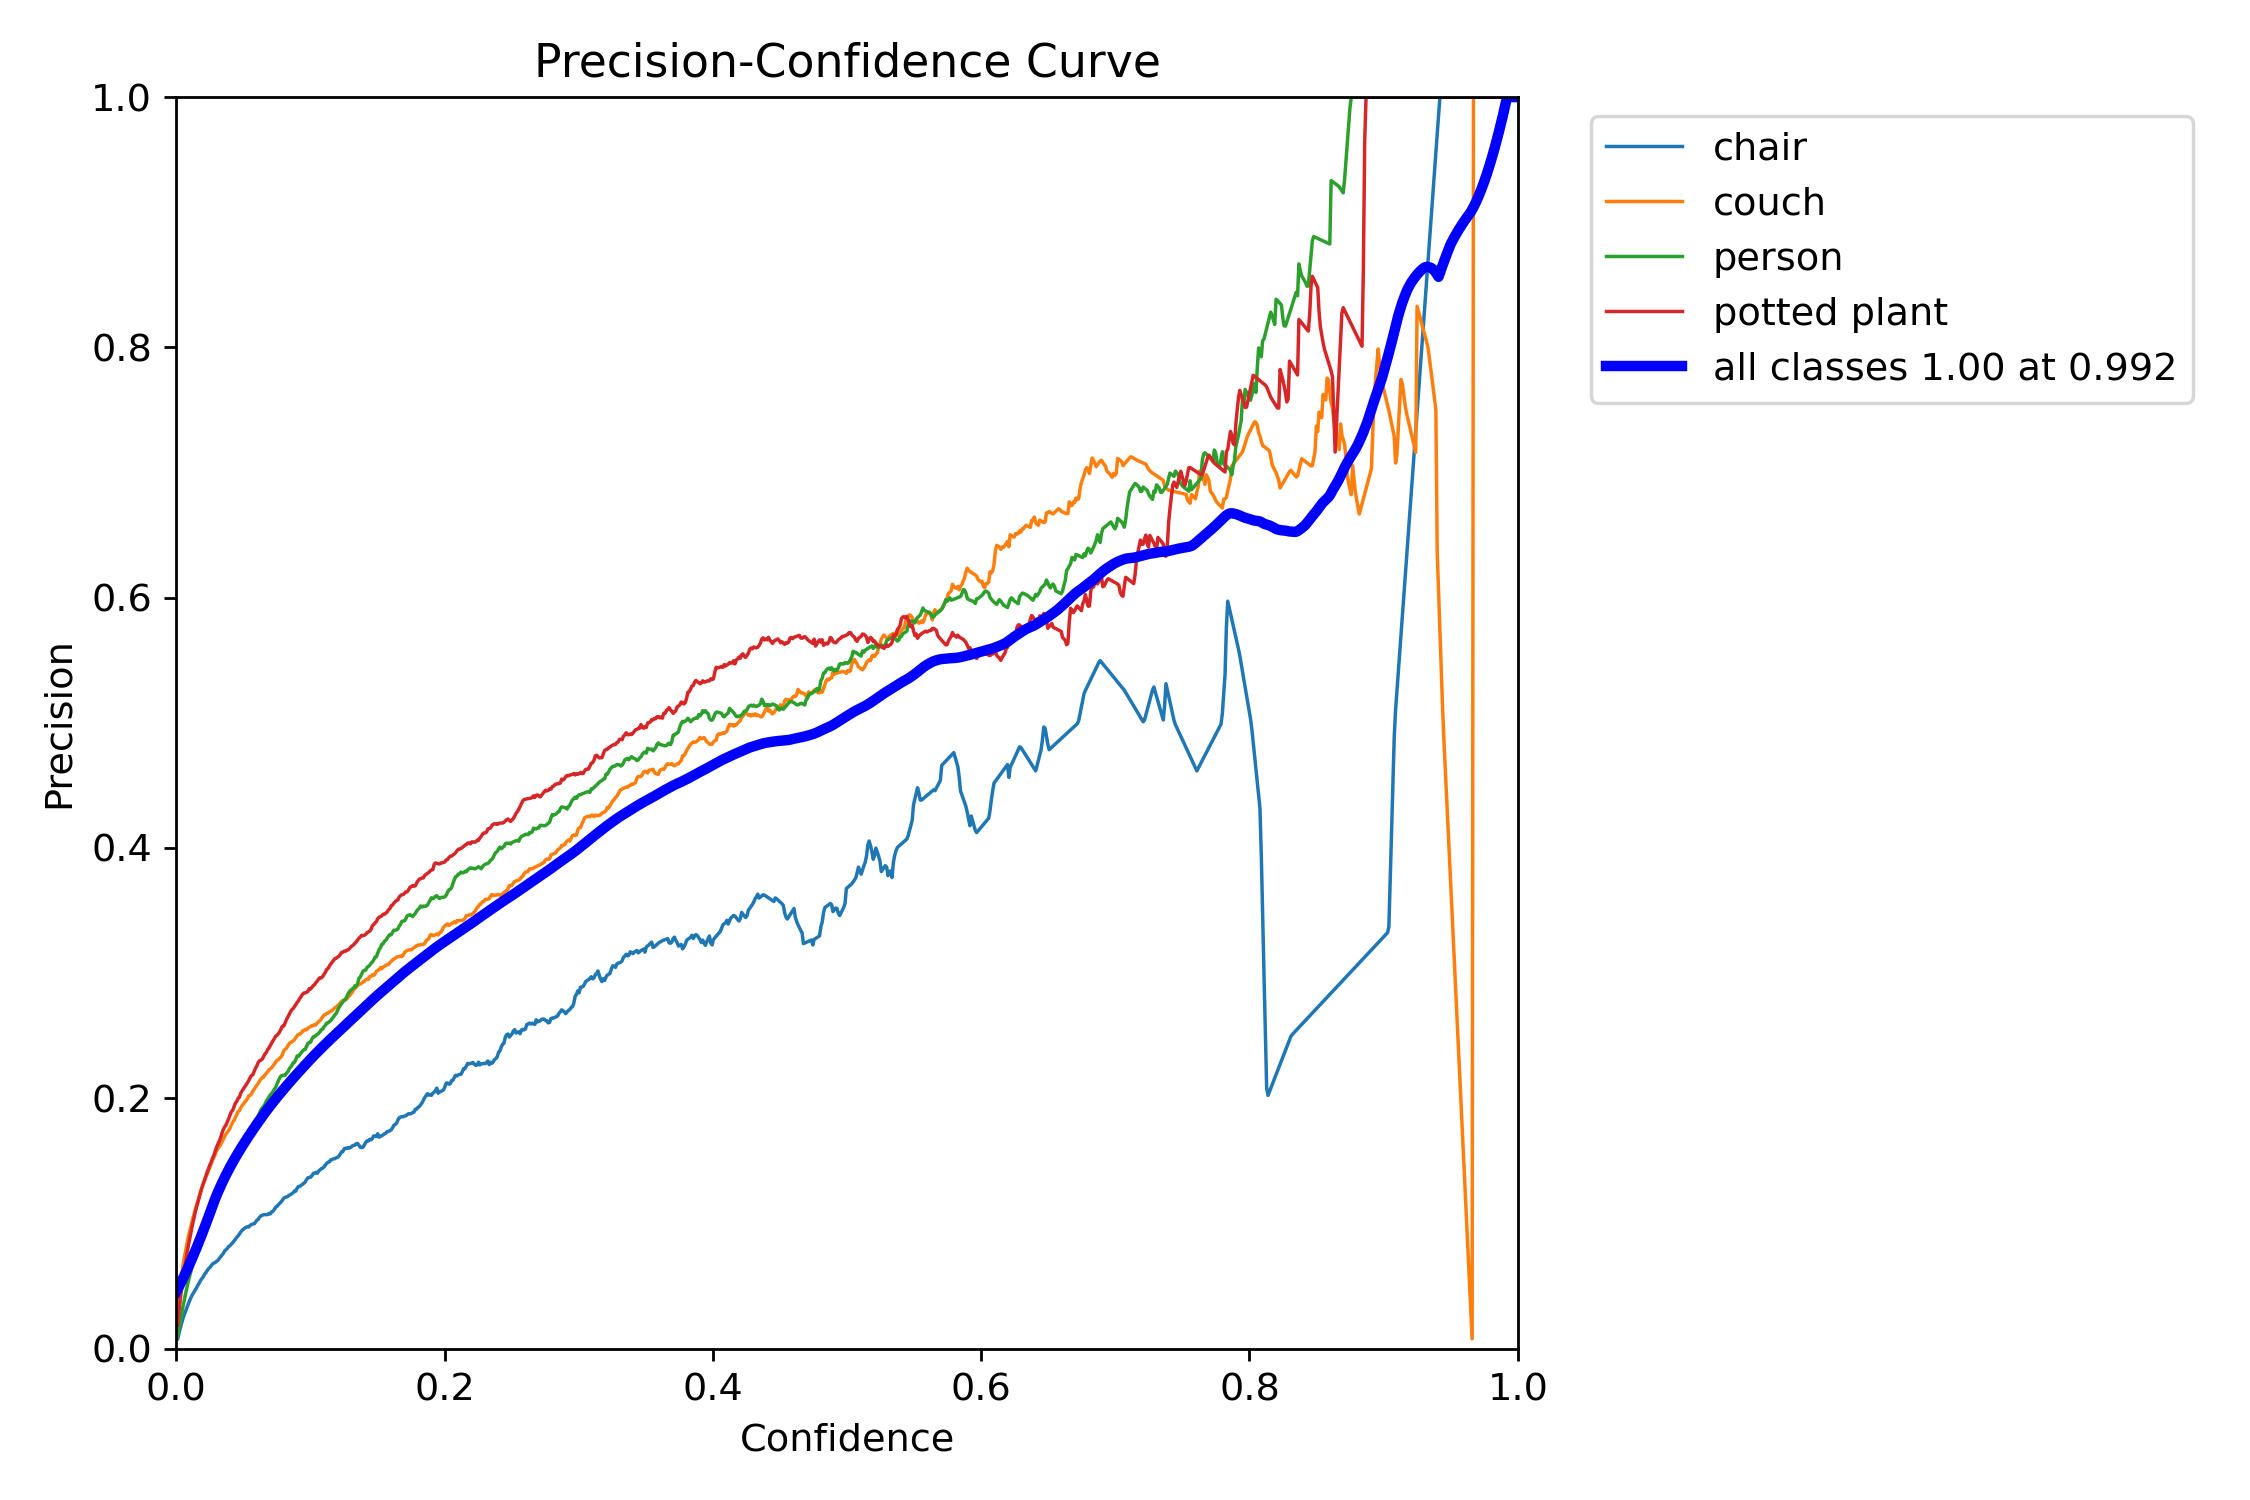 Precision-Confidence Curve
1.0
0.8
0.6
0.4
0.2
0.0
Precision
0.0 0.2 0.4 0.6 0.8 1.0
Confidence
chair
couch
person
potted plant
all classes 1.00 at 0.992